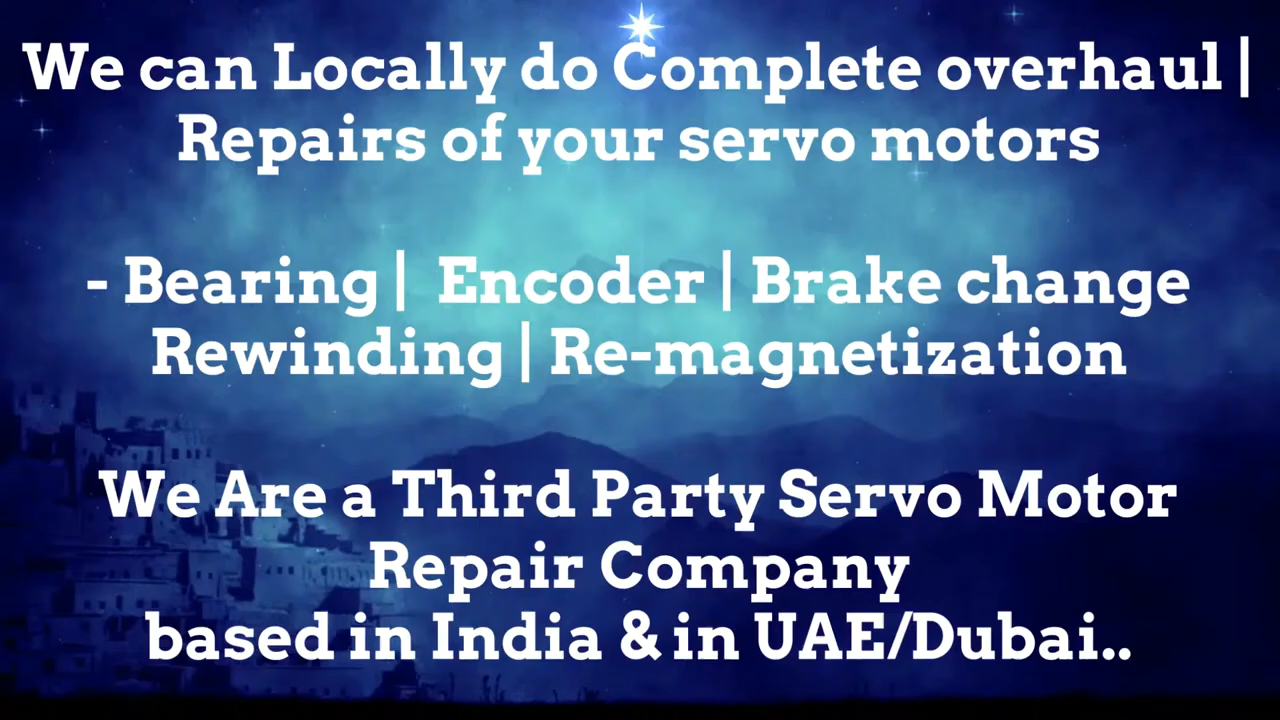 We can Locally do Complete overhaul |
Repairs of your servo motors
- Bearing | Encoder | Brake change
Rewinding | Re-magnetization
We Are a Third Party Servo Motor
Repair Company
based in India & in UAE/Dubai..